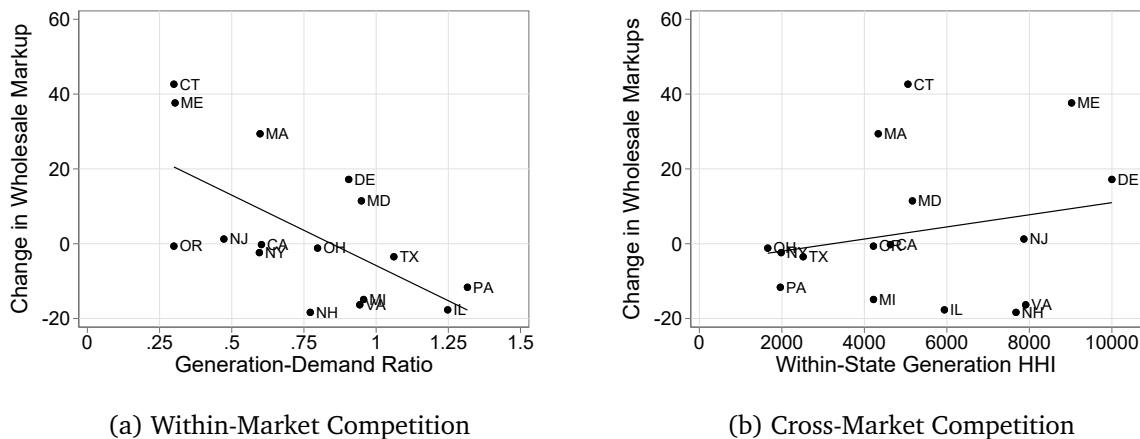 Change in Wholesale Markup
60
40
20
0
-20
CT
ME
MA
DE
MD
OR
NJ
CA
NY
OH
TX
NH
MI
VA
IL
PA
0 .25 .5 .75 1 1.25 1.5
Generation-Demand Ratio
(a) Within-Market Competition
Change in Wholesale Markups
60
40
20
0
-20
CT
ME
MA
DE
MD
OH
NY
TX
OR
CA
NJ
PA
MI
IL
VA
NH
0 2000 4000 6000 8000 10000
Within-State Generation HHI
(b) Cross-Market Competition